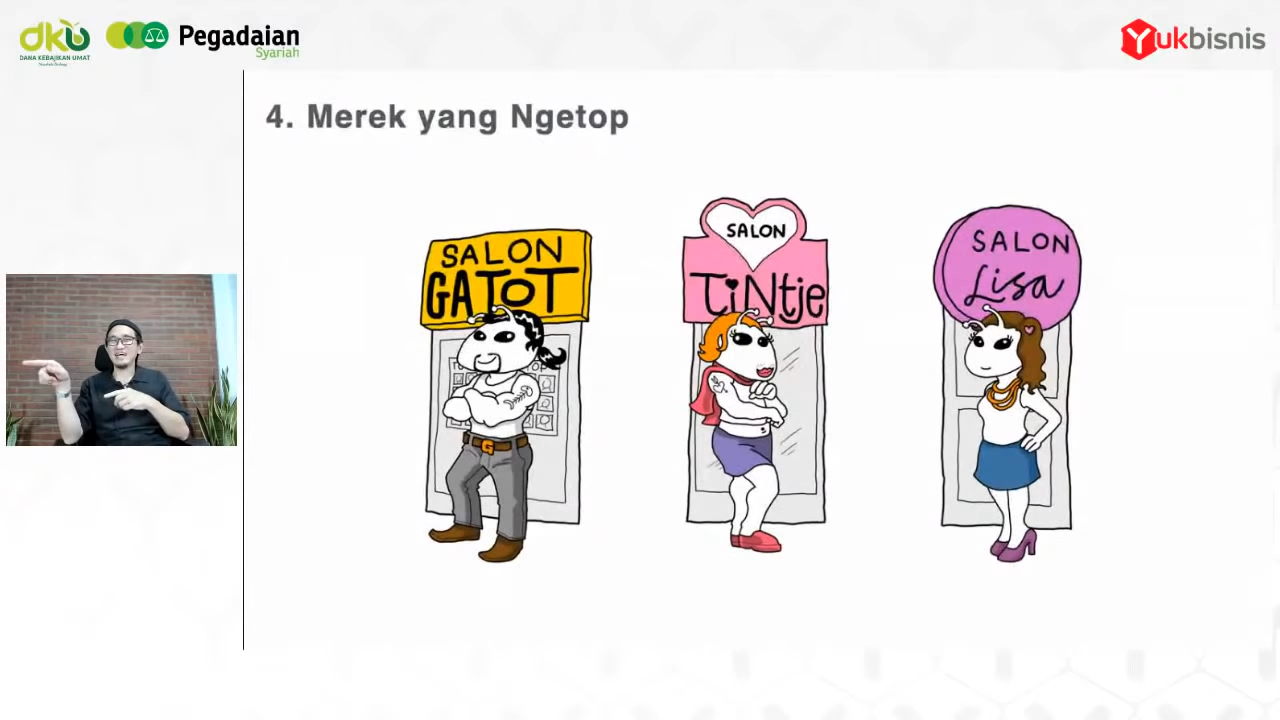 dku
DANA KEBAJIKAN UMAT
Pegadaian
Syariah
Yukbisnis
4. Merek yang Ngetop
SALON
GATOT
SALON
TiNtje
SALON
Lisa
G